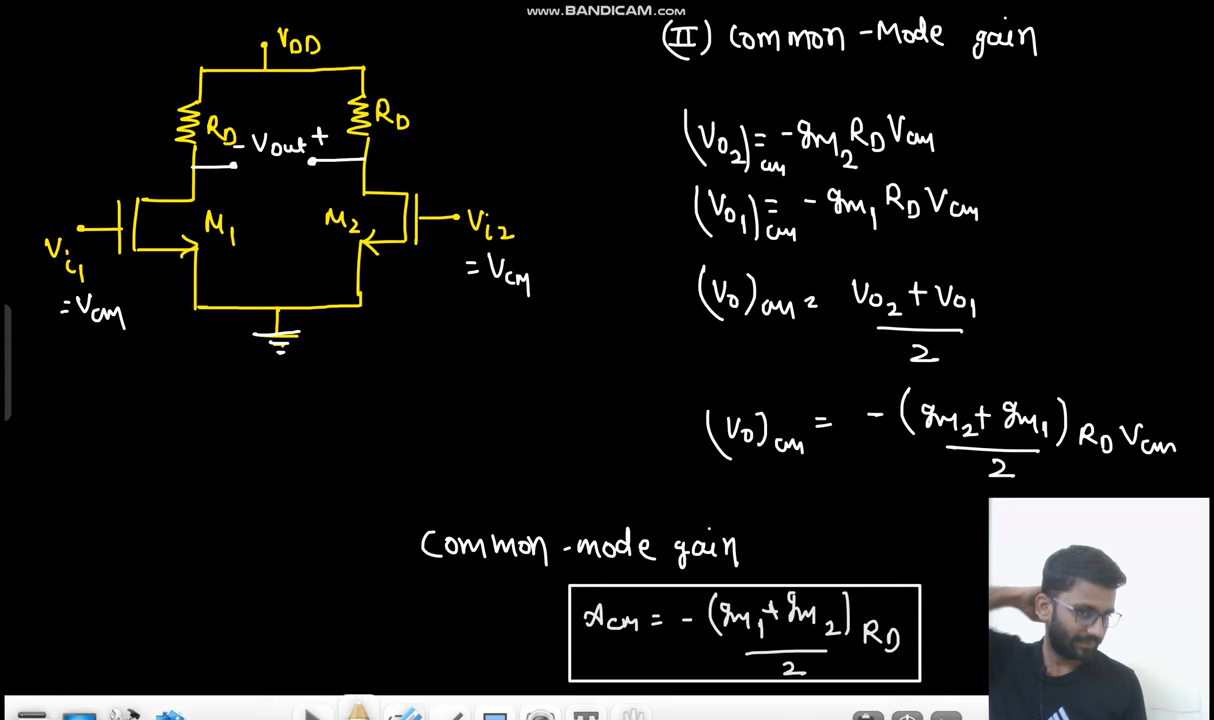 www.BANDICAM.com
VDD
RD
RD
- Vout +
M1
M2
Vi1
= Vcm
Vi2
= VCM
(II) Common-Mode gain
(VO2)cm = -gm2 RD Vcm
(VO1)cm = -gm1 RD Vcm
(VO)cm = VO2 + VO1 / 2
(VO)cm = -(gm2 + gm1) / 2 RD Vcm
Common-mode gain
Acm = -(gm1 + gm2) / 2 RD